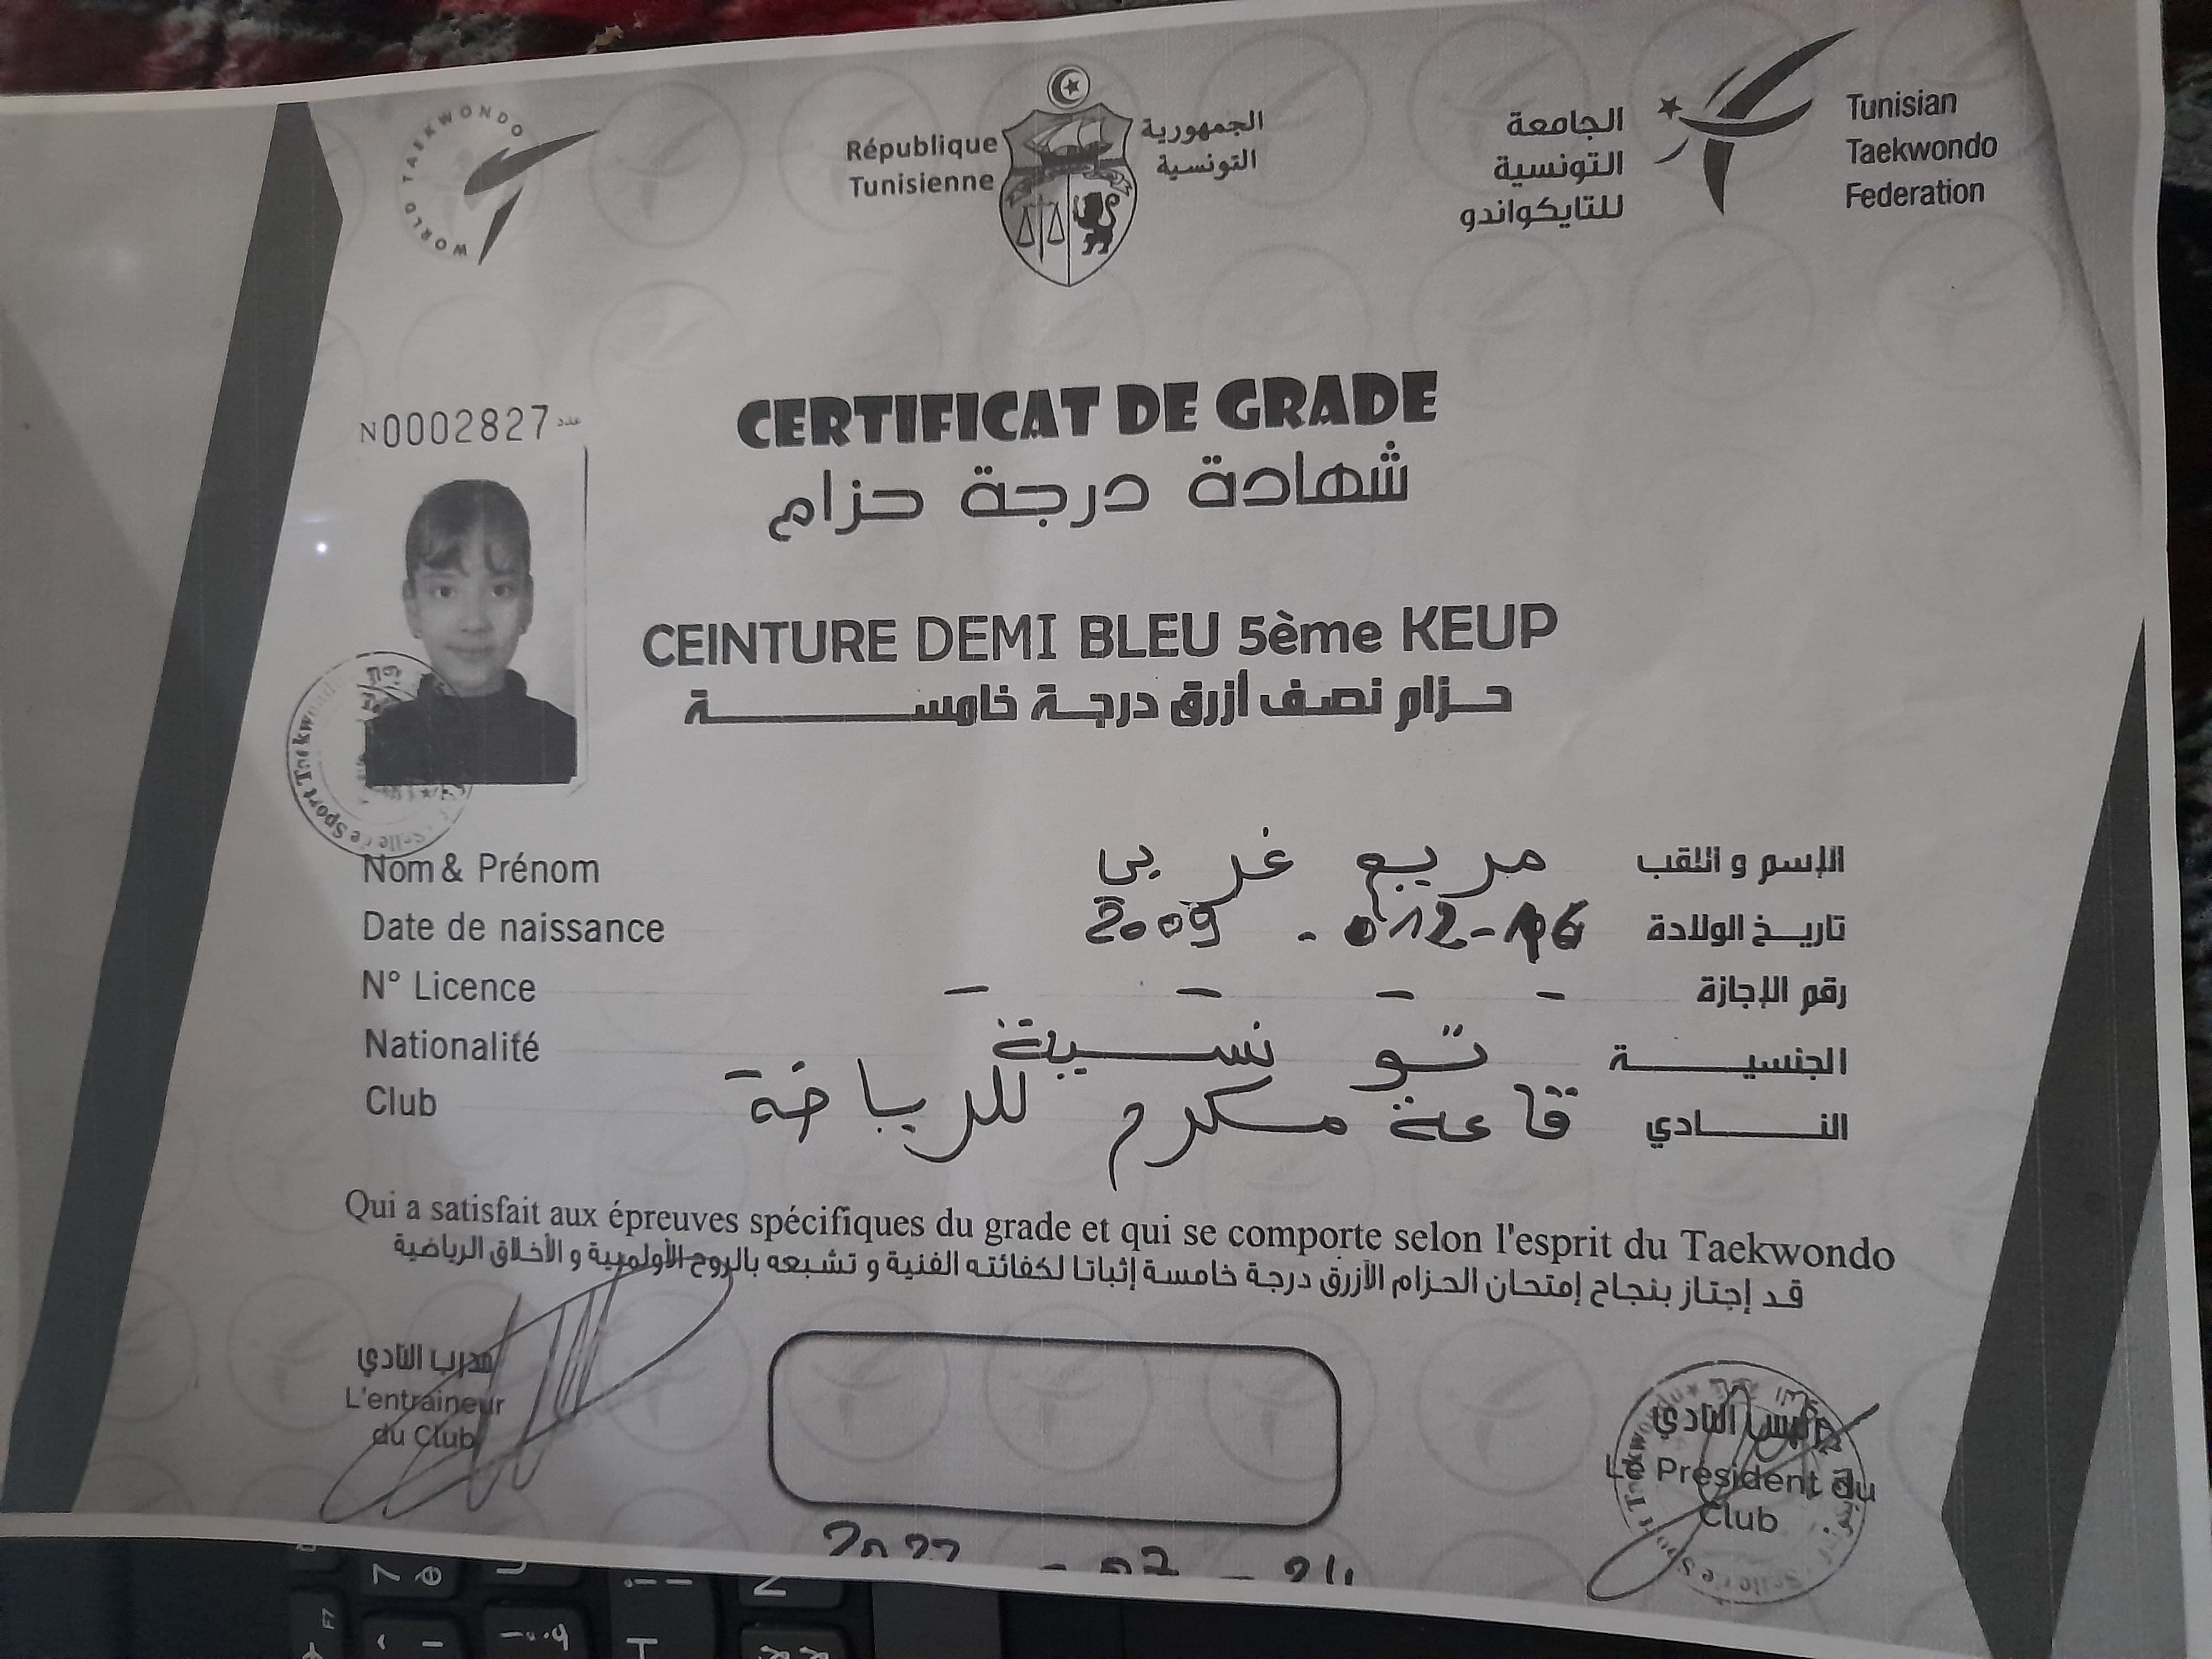 WORLD TAEKWONDO
République
Tunisienne
الجمهورية
التونسية
الجامعة
التونسية
للتايكواندو
Tunisian
Taekwondo
Federation
N0002827 عدد
CERTIFICAT DE GRADE
شهادة درجة حزام
CEINTURE DEMI BLEU 5ème KEUP
حزام نصف أزرق درجة خامسة
Nom & Prénom مريم غربي الإسم و اللقب
Date de naissance 2009 تاريخ الولادة
N° Licence - - - - رقم الإجازة
Nationalité تونسية الجنسية
Club قاعة مكرم للرياضة النادي
Qui a satisfait aux épreuves spécifiques du grade et qui se comporte selon l'esprit du Taekwondo
قد إجتاز بنجاح إمتحان الحزام الأزرق درجة خامسة إثباتا لكفائته الفنية و تشبعه بالروح الأولمبية و الأخلاق الرياضية
مدرب النادي
L'entraineur
du Club
رئيس النادي
Le Président du
Club